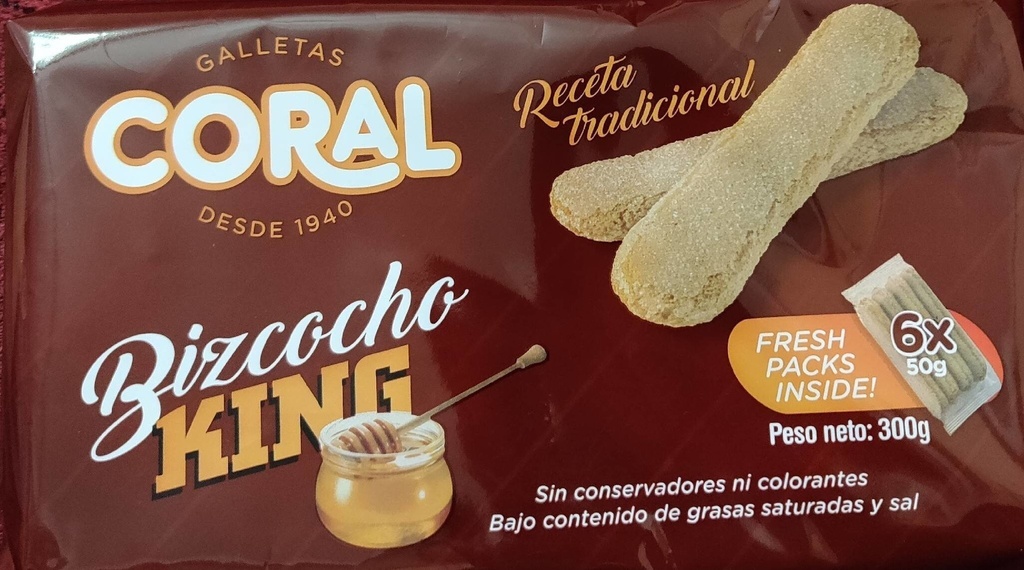 GALLETAS
CORAL
DESDE 1940
Receta
tradicional
Bizcocho
KING
FRESH
PACKS
INSIDE!
6x
50g
Peso neto: 300g
Sin conservadores ni colorantes
Bajo contenido de grasas saturadas y sal